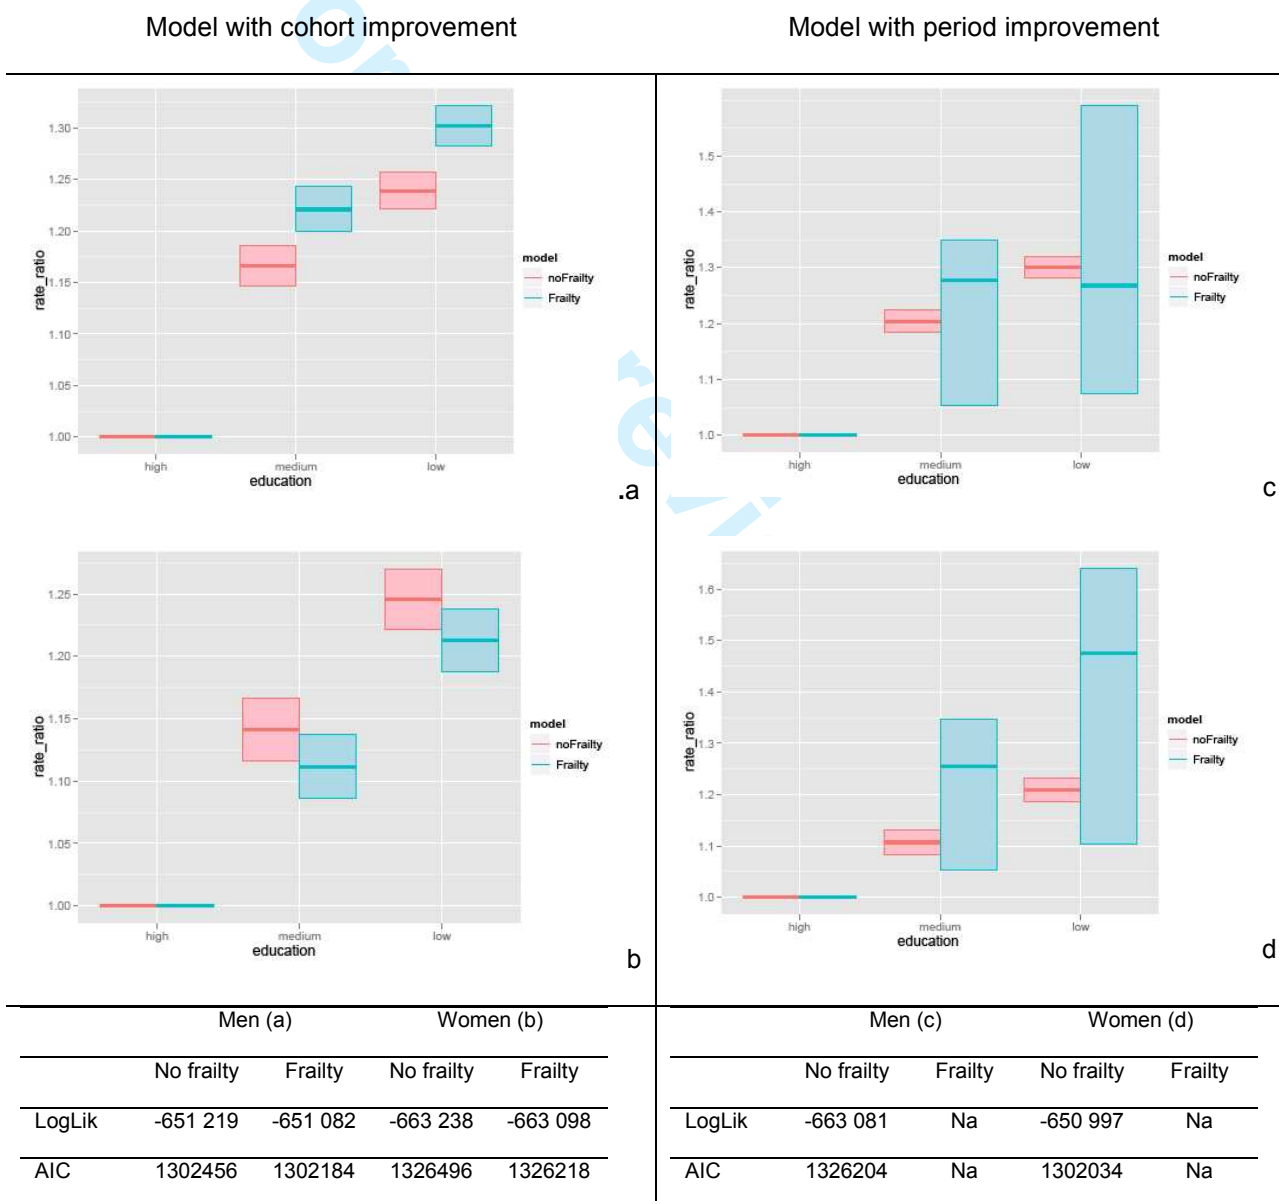 Model with cohort improvement
Model with period improvement
1.30
1.25
1.20
1.15
1.10
1.05
1.00
rate_ratio
high
medium
low
education
model
noFrailty
Frailty
.a
1.5
1.4
1.3
1.2
1.1
1.0
rate_ratio
high
medium
low
education
model
noFrailty
Frailty
c
1.25
1.20
1.15
1.10
1.05
1.00
rate_ratio
high
medium
low
education
model
noFrailty
Frailty
b
1.6
1.5
1.4
1.3
1.2
1.1
1.0
rate_ratio
high
medium
low
education
model
noFrailty
Frailty
d
Men (a) Women (b)
No frailty Frailty No frailty Frailty
LogLik -651 219 -651 082 -663 238 -663 098
AIC 1302456 1302184 1326496 1326218
Men (c) Women (d)
No frailty Frailty No frailty Frailty
LogLik -663 081 Na -650 997 Na
AIC 1326204 Na 1302034 Na